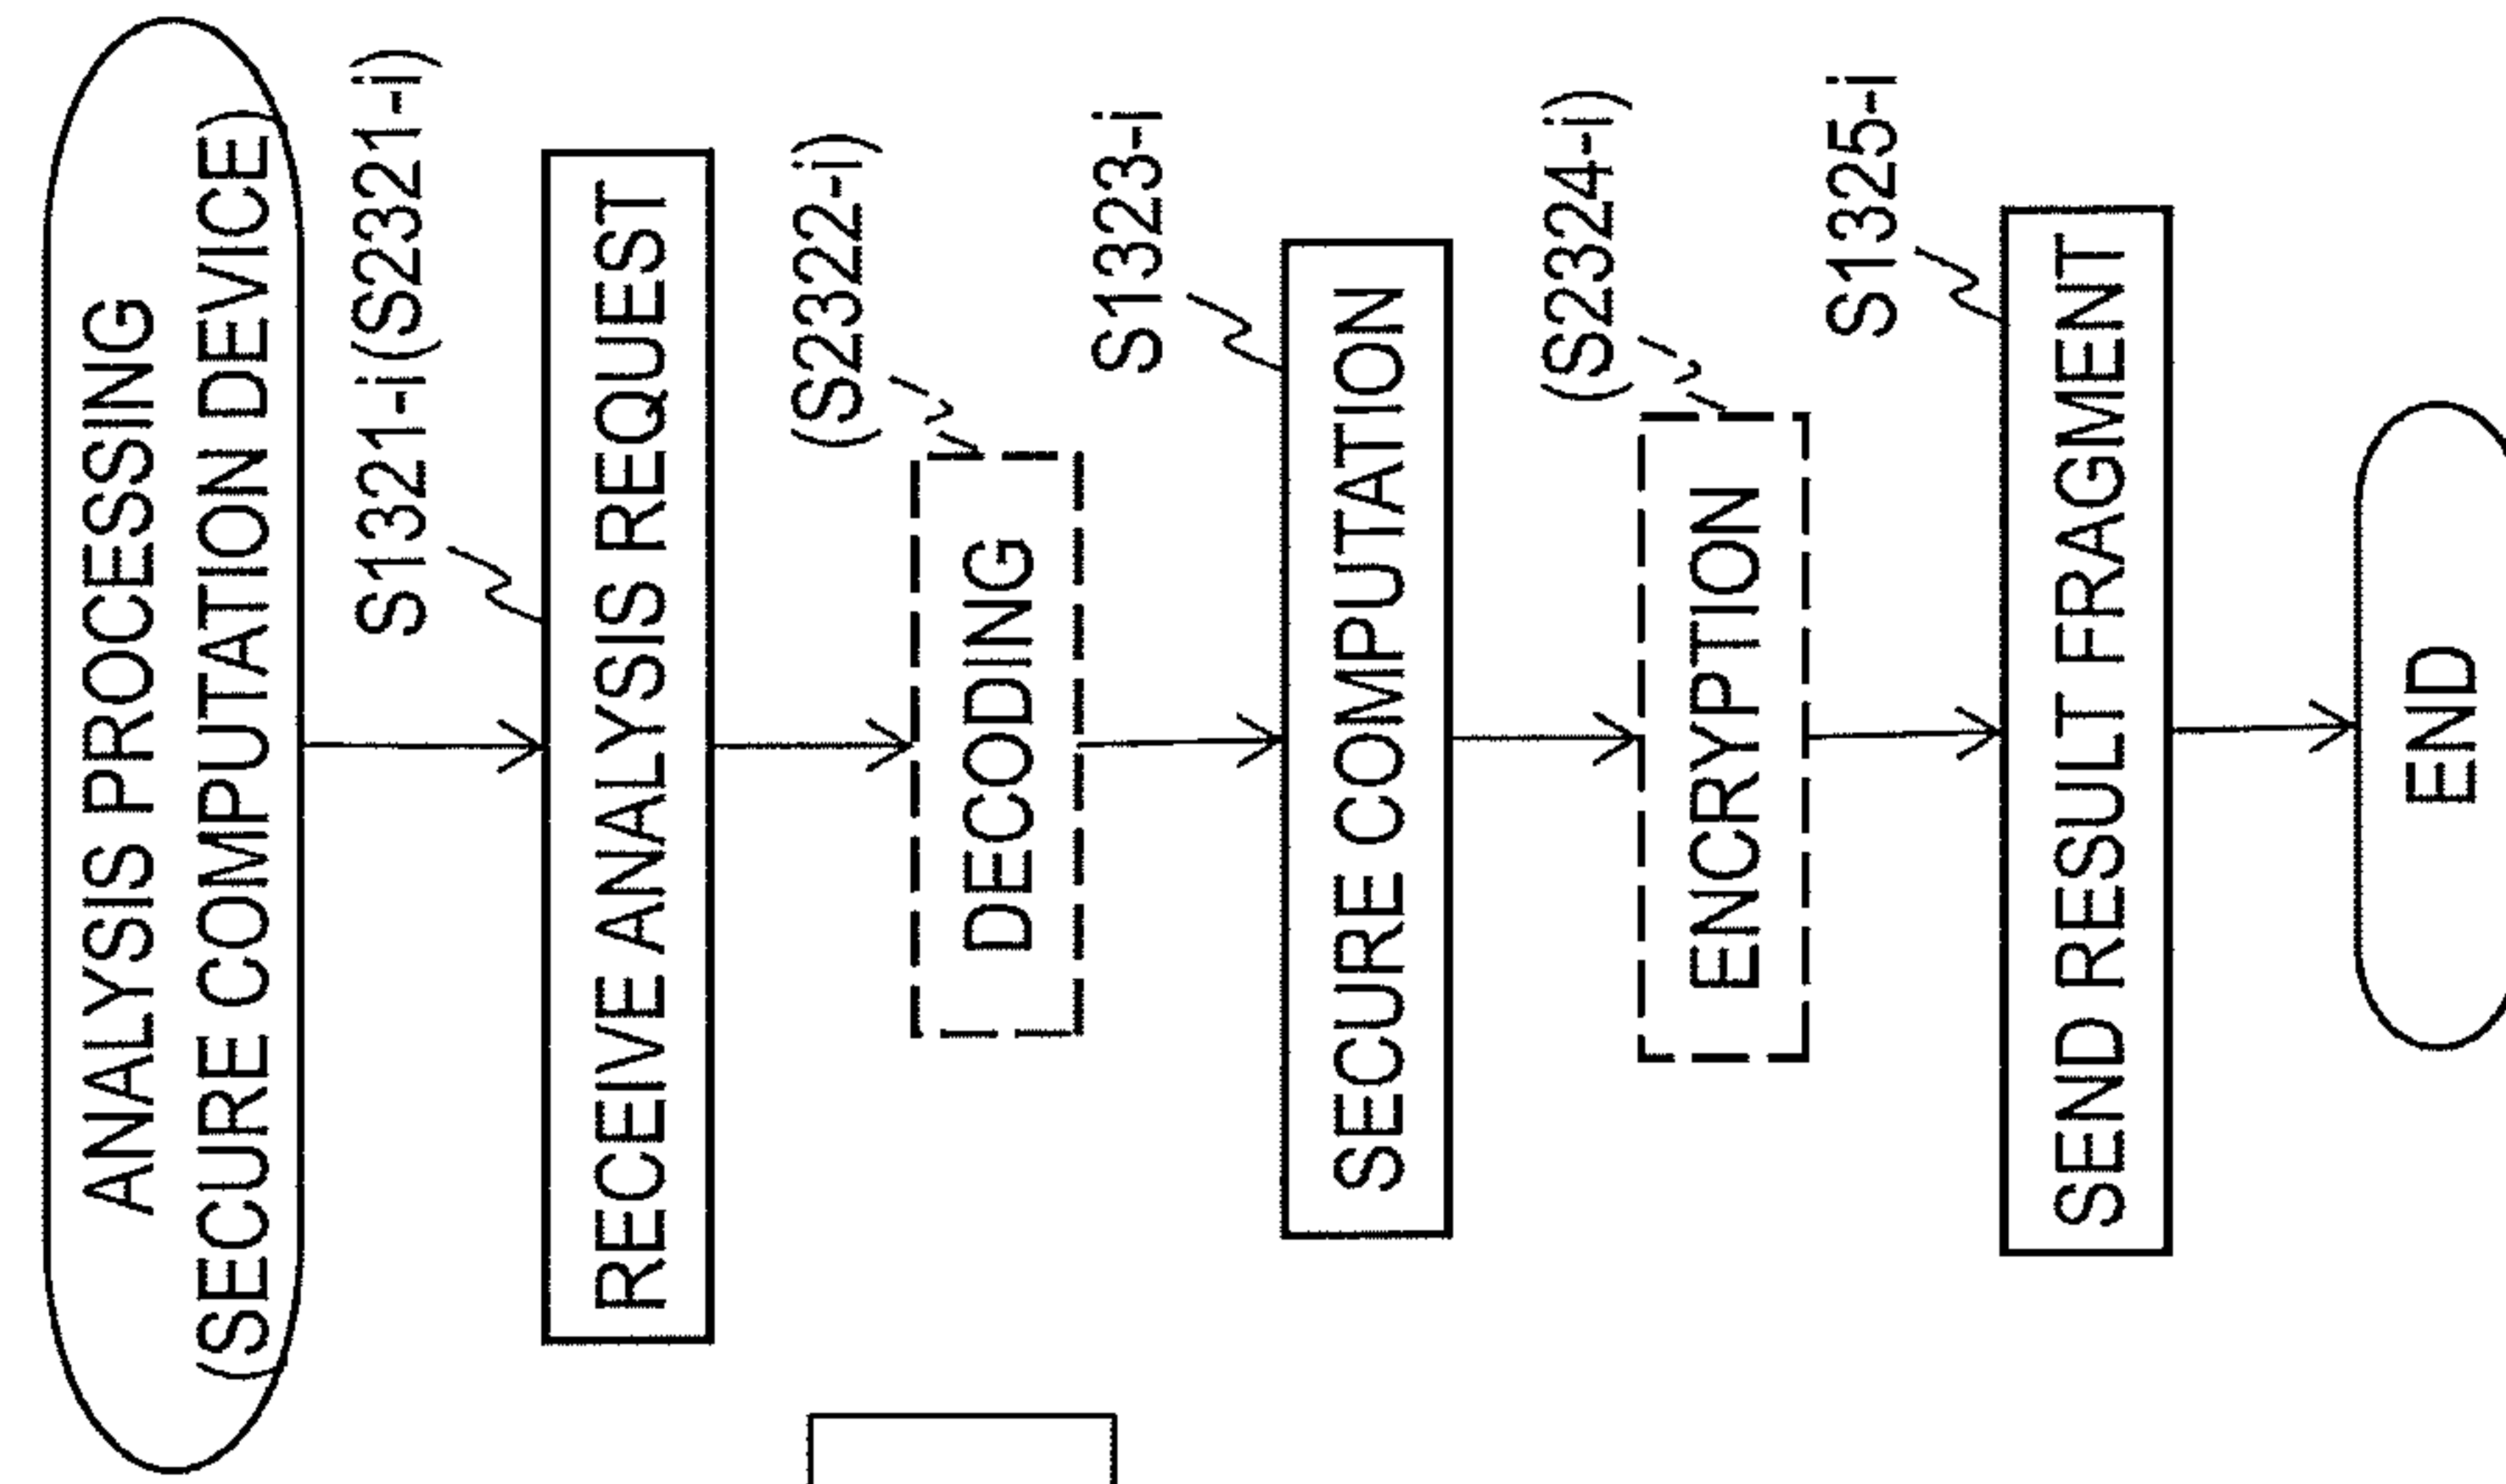 ANALYSIS PROCESSING
(SECURE COMPUTATION DEVICE)
S1321-i(S2321-i)
RECEIVE ANALYSIS REQUEST
(S2322-i)
DECODING
S1323-i
SECURE COMPUTATION
(S2324-i)
ENCRYPTION
S1325-i
SEND RESULT FRAGMENT
END